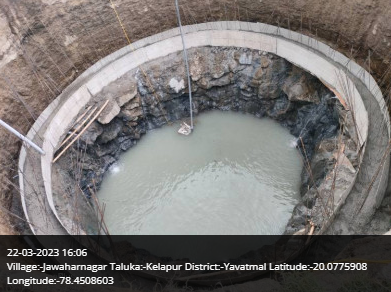 22-03-2023 16:06
Village:-Jawaharnagar Taluka:-Kelapur District:-Yavatmal Latitude:-20.0775908
Longitude:-78.4508603